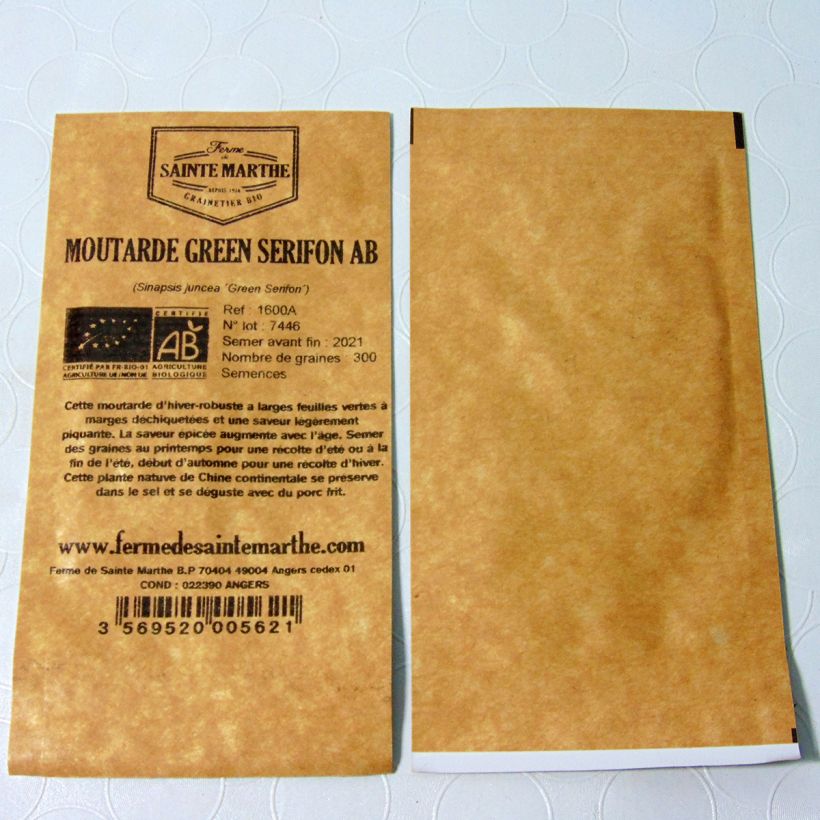 Ferme
de
SAINTE MARTHE
DEPUIS 1924
GRAINETIER BIO
MOUTARDE GREEN SERIFON AB
(Sinapsis juncea ´Green Serifon´)
Ref : 1600A
N° lot : 7446
Semer avant fin : 2021
Nombre de graines : 300
Semences
CERTIFIÉ
AB
CERTIFIÉ PAR FR-BIO-01
AGRICULTURE UE/NON UE
AGRICULTURE
BIOLOGIQUE
Cette moutarde d'hiver-robuste a larges feuilles vertes à
marges déchiquetées et une saveur légèrement
piquante. La saveur épicée augmente avec l'âge. Semer
des graines au printemps pour une récolte d'été ou à la
fin de l'été, début d'automne pour une récolte d'hiver.
Cette plante natuve de Chine continentale se préserve
dans le sel et se déguste avec du porc frit.
www.fermedesaintemarthe.com
Ferme de Sainte Marthe B.P 70404 49004 Angers cedex 01
COND : 022390 ANGERS
3 569520 005621